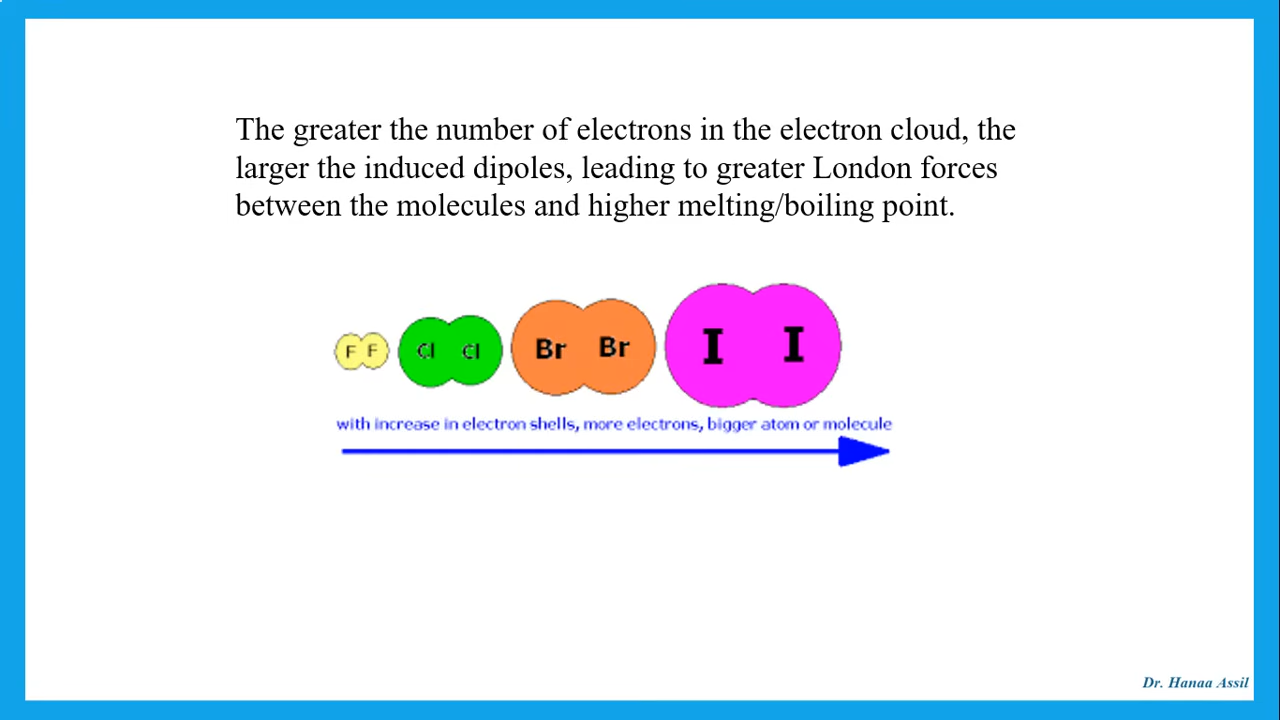 The greater the number of electrons in the electron cloud, the
larger the induced dipoles, leading to greater London forces
between the molecules and higher melting/boiling point.
F F Cl Cl Br Br I I
with increase in electron shells, more electrons, bigger atom or molecule
Dr. Hanaa Assil